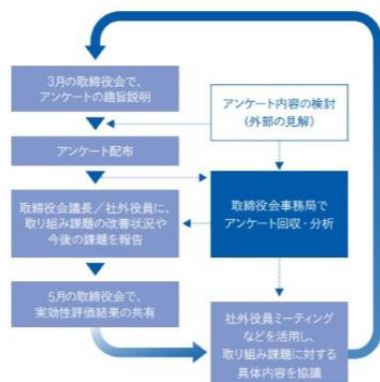 3月の取締役会で、
アンケートの趣旨説明
アンケート内容の検討
(外部の見解)
アンケート配布
取締役会議長/社外役員に、
取り組み課題の改善状況や
今後の課題を報告
取締役会事務局で
アンケート回収・分析
5月の取締役会で、
実効性評価結果の共有
社外役員ミーティング
などを活用し、
取り組み課題に対する
具体内容を協議